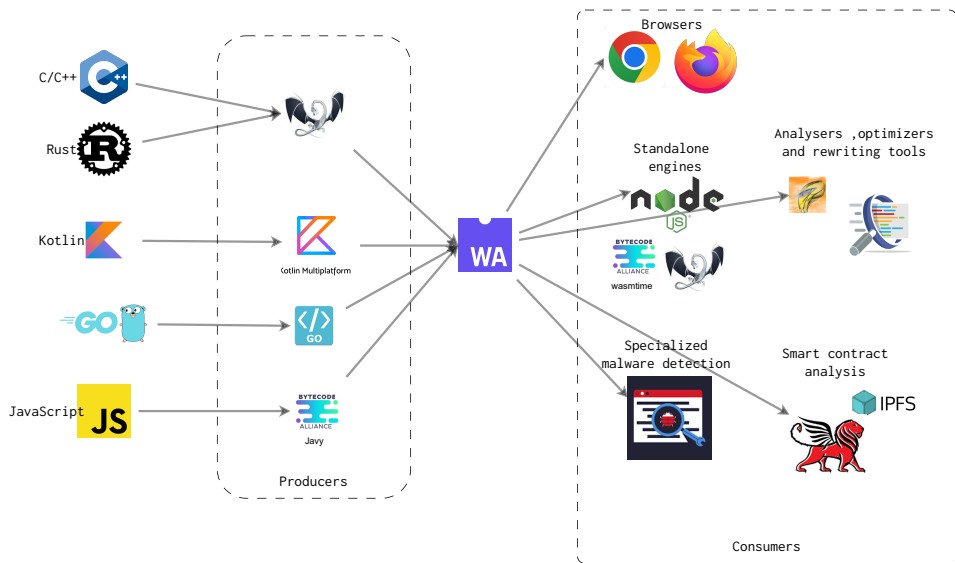 Browsers
C/C++
C
++
Rust
R
Standalone
engines
Analysers ,optimizers
and rewriting tools
node
JS
Kotlin
Kotlin Multiplatform
WA
BYTECODE
ALLIANCE
wasmtime
GO
</>
GO
Specialized
malware detection
Smart contract
analysis
IPFS
JavaScript
JS
BYTECODE
ALLIANCE
Javy
Producers
Consumers